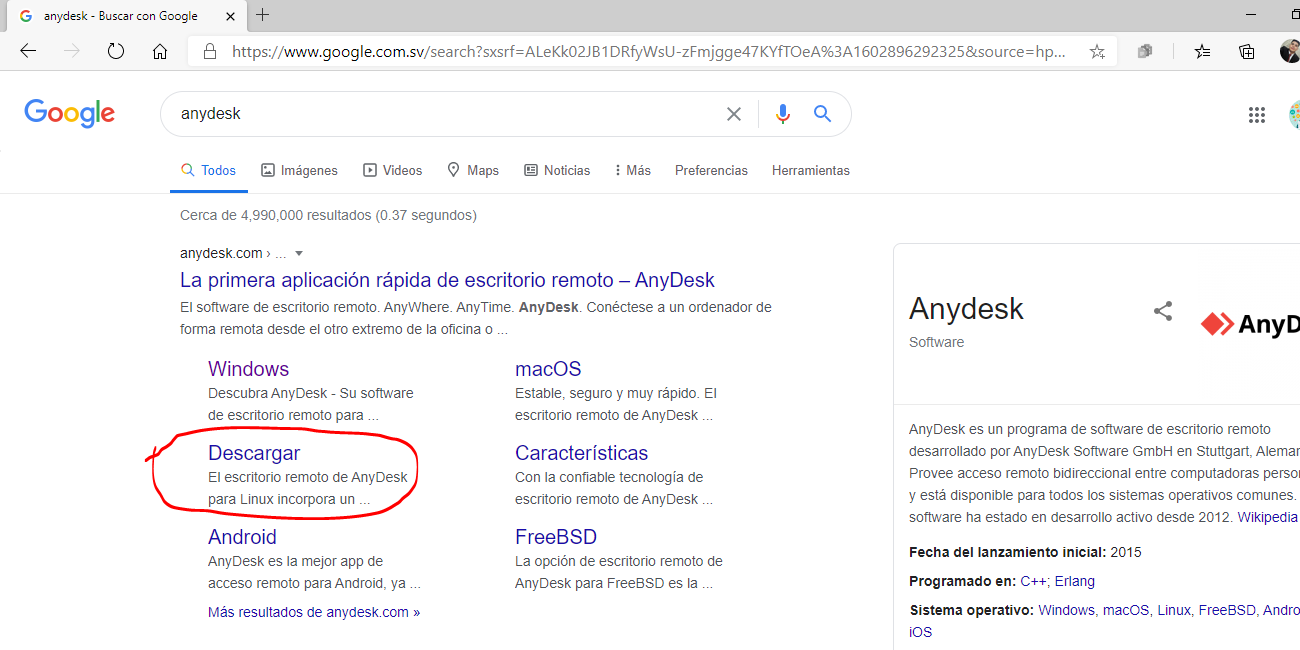 anydesk - Buscar con Google
https://www.google.com.sv/search?sxsrf=ALeKk02JB1DRfyWsU-zFmjgge47KYfTOeA%3A1602896292325&source=hp...
Google
anydesk
Todos
Imágenes
Videos
Maps
Noticias
Más
Preferencias
Herramientas
Cerca de 4,990,000 resultados (0.37 segundos)
anydesk.com › ...
La primera aplicación rápida de escritorio remoto – AnyDesk
El software de escritorio remoto. AnyWhere. AnyTime. AnyDesk. Conéctese a un ordenador de
forma remota desde el otro extremo de la oficina o ...
Windows
Descubra AnyDesk - Su software
de escritorio remoto para ...
macOS
Estable, seguro y muy rápido. El
escritorio remoto de AnyDesk ...
Descargar
El escritorio remoto de AnyDesk
para Linux incorpora un ...
Características
Con la confiable tecnología de
escritorio remoto de AnyDesk ...
Android
AnyDesk es la mejor app de
acceso remoto para Android, ya ...
FreeBSD
La opción de escritorio remoto de
AnyDesk para FreeBSD es la ...
Más resultados de anydesk.com »
Anydesk
Software
AnyD
AnyDesk es un programa de software de escritorio remoto
desarrollado por AnyDesk Software GmbH en Stuttgart, Aleman
Provee acceso remoto bidireccional entre computadoras person
y está disponible para todos los sistemas operativos comunes.
software ha estado en desarrollo activo desde 2012. Wikipedia
Fecha del lanzamiento inicial: 2015
Programado en: C++; Erlang
Sistema operativo: Windows, macOS, Linux, FreeBSD, Andro
iOS